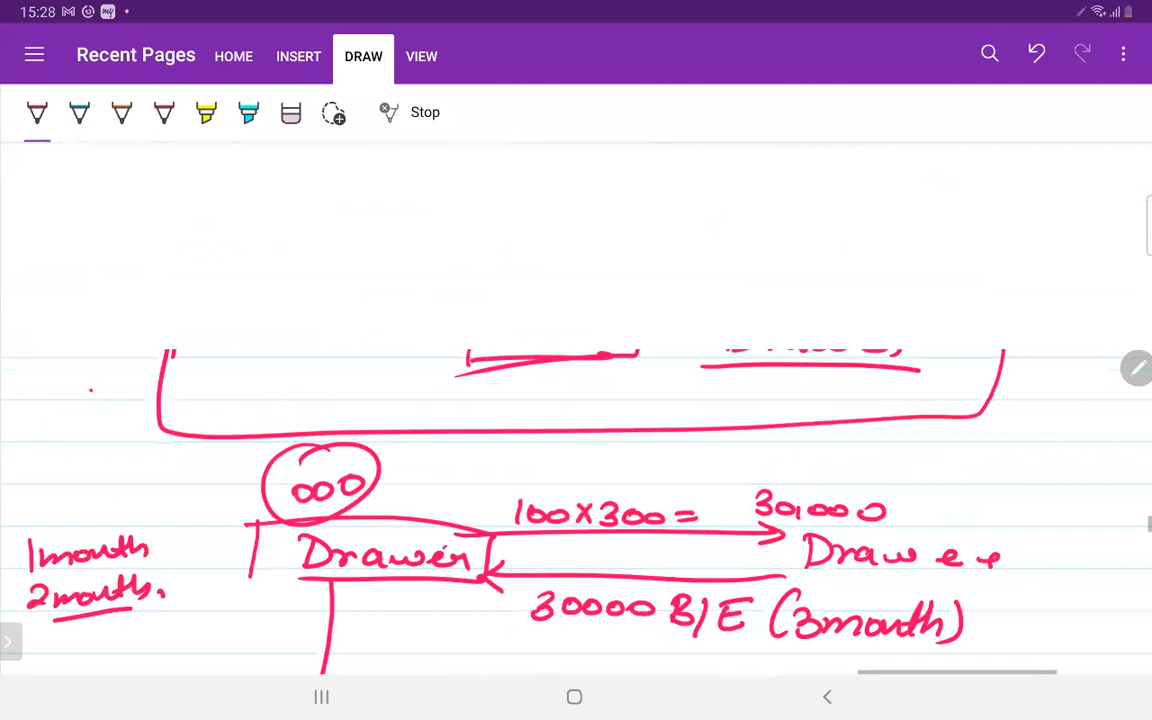 15:28
Recent Pages HOME INSERT DRAW VIEW
Stop
000
100×300= 30,000
1month Drawer Drawee
2month.
30000 B/E (3month)